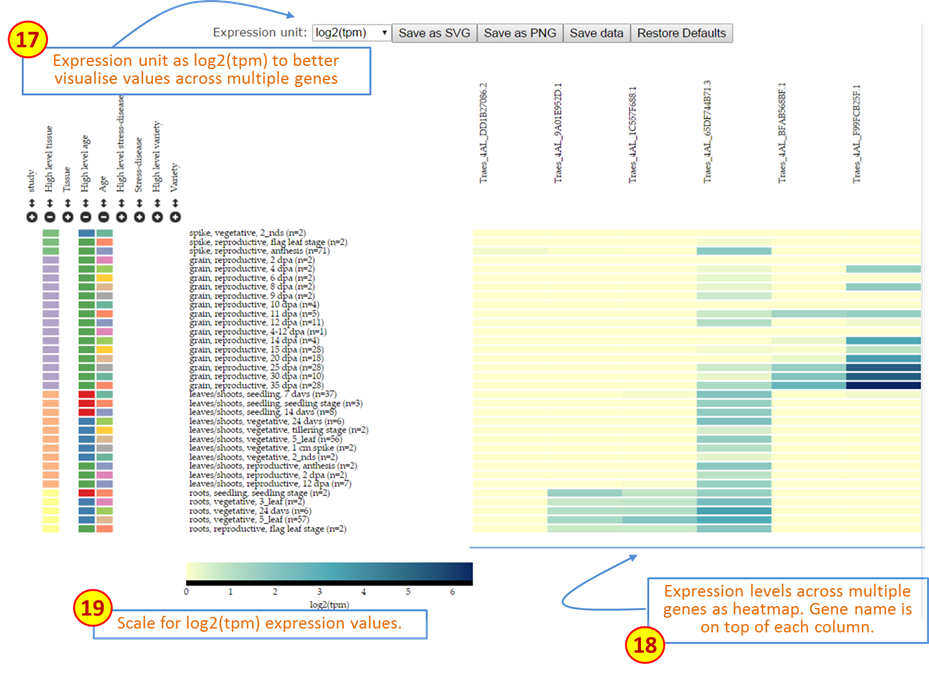 17
Expression unit: log2(tpm) Save as SVG Save as PNG Save data Restore Defaults
Expression unit as log2(tpm) to better
visualise values across multiple genes
study
High level tissue
Tissue
High level age
Age
High level stress-disease
Stress-disease
High level variety
Variety
Traes_4AL_DD1B27086.2
Traes_4AL_9A01E952D.1
Traes_4AL_1C557F688.1
Traes_4AL_65DF744B71.3
Traes_4AL_BFAB568BF.1
Traes_4AL_F99FCB25F.1
spike, vegetative, 2_nds (n=2)
spike, reproductive, flag leaf stage (n=2)
spike, reproductive, anthesis (n=71)
grain, reproductive, 2 dpa (n=2)
grain, reproductive, 4 dpa (n=2)
grain, reproductive, 6 dpa (n=2)
grain, reproductive, 8 dpa (n=2)
grain, reproductive, 9 dpa (n=2)
grain, reproductive, 10 dpa (n=4)
grain, reproductive, 11 dpa (n=5)
grain, reproductive, 12 dpa (n=11)
grain, reproductive, 4-12 dpa (n=1)
grain, reproductive, 14 dpa (n=4)
grain, reproductive, 15 dpa (n=28)
grain, reproductive, 20 dpa (n=18)
grain, reproductive, 25 dpa (n=28)
grain, reproductive, 30 dpa (n=10)
grain, reproductive, 35 dpa (n=28)
leaves/shoots, seedling, 7 days (n=37)
leaves/shoots, seedling, seedling stage (n=3)
leaves/shoots, seedling, 14 days (n=8)
leaves/shoots, vegetative, 24 days (n=6)
leaves/shoots, vegetative, tillering stage (n=2)
leaves/shoots, vegetative, 5_leaf (n=56)
leaves/shoots, vegetative, 1 cm spike (n=2)
leaves/shoots, vegetative, 2_nds (n=2)
leaves/shoots, reproductive, anthesis (n=2)
leaves/shoots, reproductive, 2 dpa (n=2)
leaves/shoots, reproductive, 12 dpa (n=7)
roots, seedling, seedling stage (n=2)
roots, vegetative, 3_leaf (n=2)
roots, vegetative, 24 days (n=6)
roots, vegetative, 5_leaf (n=57)
roots, reproductive, flag leaf stage (n=2)
0 1 2 3 4 5 6
log2(tpm)
19
Scale for log2(tpm) expression values.
Expression levels across multiple
genes as heatmap. Gene name is
on top of each column.
18